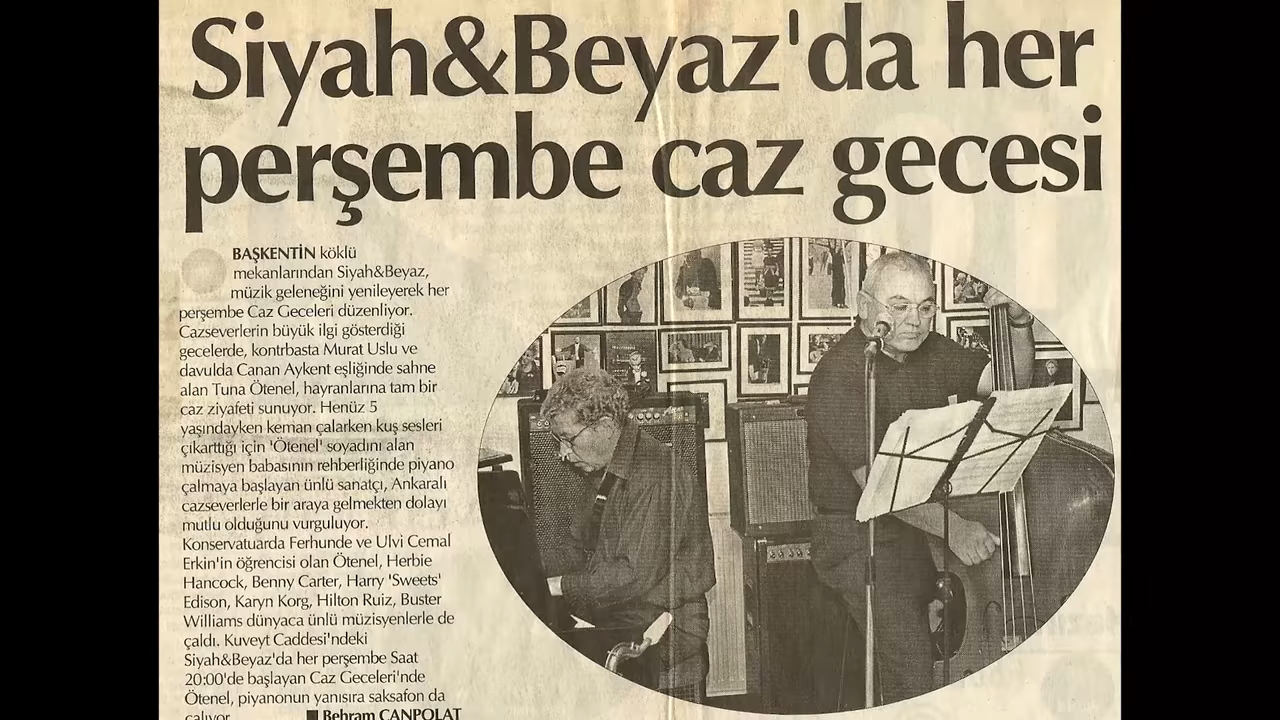 Siyah&Beyaz'da her
perşembe caz gecesi
BAŞKENTİN köklü
mekanlarından Siyah&Beyaz,
müzik geleneğini yenileyerek her
perşembe Caz Geceleri düzenliyor.
Cazseverlerin büyük ilgi gösterdiği
gecelerde, kontrbasta Murat Uslu ve
davulda Canan Aykent eşliğinde sahne
alan Tuna Ötenel, hayranlarına tam bir
caz ziyafeti sunuyor. Henüz 5
yaşındayken keman çalarken kuş sesleri
çıkarttığı için 'Ötenel' soyadını alan
müzisyen babasının rehberliğinde piyano
çalmaya başlayan ünlü sanatçı, Ankaralı
cazseverlerle bir araya gelmekten dolayı
mutlu olduğunu vurguluyor.
Konservatuarda Ferhunde ve Ulvi Cemal
Erkin'in öğrencisi olan Ötenel, Herbie
Hancock, Benny Carter, Harry 'Sweets'
Edison, Karyn Korg, Hilton Ruiz, Buster
Williams dünyaca ünlü müzisyenlerle de
çaldı. Kuveyt Caddesi'ndeki
Siyah&Beyaz'da her perşembe Saat
20:00'de başlayan Caz Geceleri'nde
Ötenel, piyanonun yanısıra saksafon da
çalıyor. Behram CANPOLAT